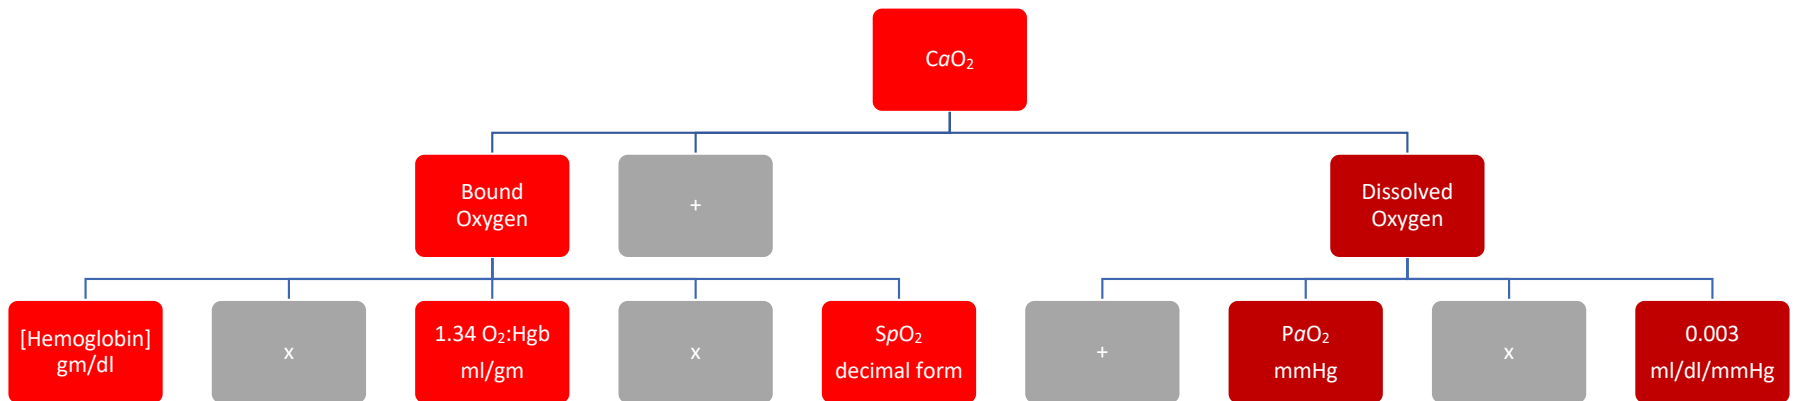 CaO₂
Bound
Oxygen
+
Dissolved
Oxygen
[Hemoglobin]
gm/dl
x
1.34 O₂:Hgb
ml/gm
x
SpO₂
decimal form
+
PaO₂
mmHg
x
0.003
ml/dl/mmHg